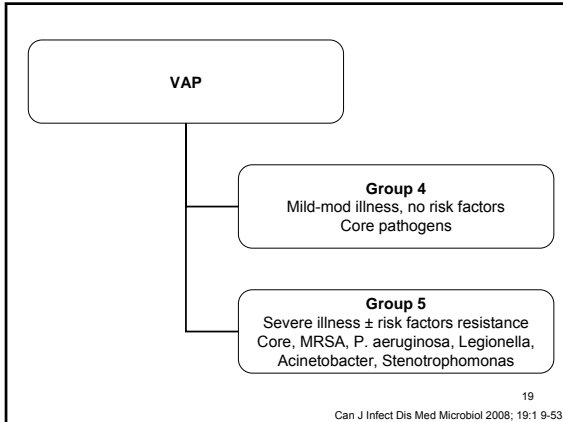 VAP
Group 4
Mild-mod illness, no risk factors
Core pathogens
Group 5
Severe illness ± risk factors resistance
Core, MRSA, P. aeruginosa, Legionella,
Acinetobacter, Stenotrophomonas
19
Can J Infect Dis Med Microbiol 2008; 19:1 9-53